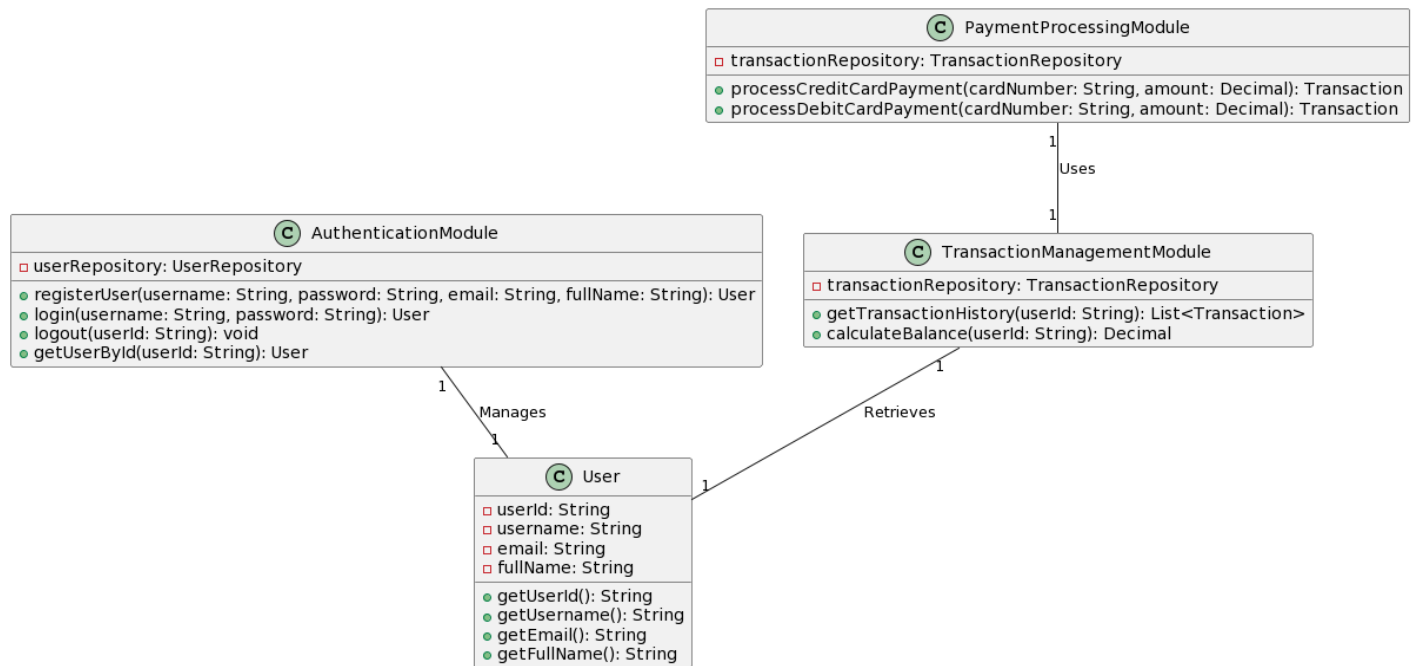 C PaymentProcessingModule
transactionRepository: TransactionRepository
processCreditCardPayment(cardNumber: String, amount: Decimal): Transaction
processDebitCardPayment(cardNumber: String, amount: Decimal): Transaction
1
Uses
1
C AuthenticationModule
userRepository: UserRepository
registerUser(username: String, password: String, email: String, fullName: String): User
login(username: String, password: String): User
logout(userId: String): void
getUserById(userId: String): User
C TransactionManagementModule
transactionRepository: TransactionRepository
getTransactionHistory(userId: String): List<Transaction>
calculateBalance(userId: String): Decimal
1
Manages
1
1
Retrieves
1
C User
userId: String
username: String
email: String
fullName: String
getUserId(): String
getUsername(): String
getEmail(): String
getFullName(): String